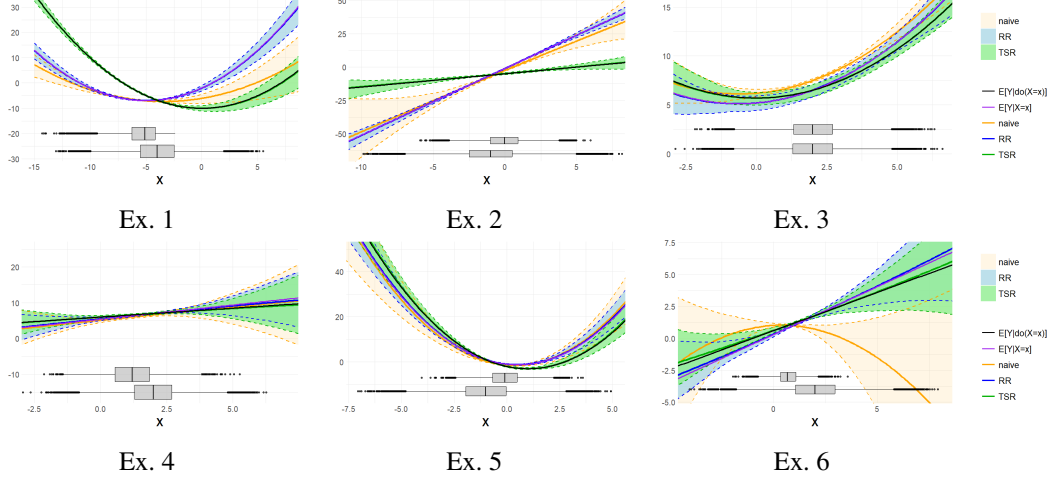 30
20
10
0
-10
-20
-30
-15
-10
-5
0
5
X
Ex. 1
50
25
0
-25
-50
-10
-5
0
5
X
Ex. 2
15
10
5
0
-2.5
0.0
2.5
5.0
X
Ex. 3
naive
RR
TSR
E[Y|do(X=x)]
E[Y|X=x]
naive
RR
TSR
20
10
0
-10
-2.5
0.0
2.5
5.0
X
Ex. 4
40
20
0
-7.5
-5.0
-2.5
0.0
2.5
5.0
X
Ex. 5
7.5
5.0
2.5
0.0
-2.5
-5.0
0
5
X
Ex. 6
naive
RR
TSR
E[Y|do(X=x)]
E[Y|X=x]
naive
RR
TSR